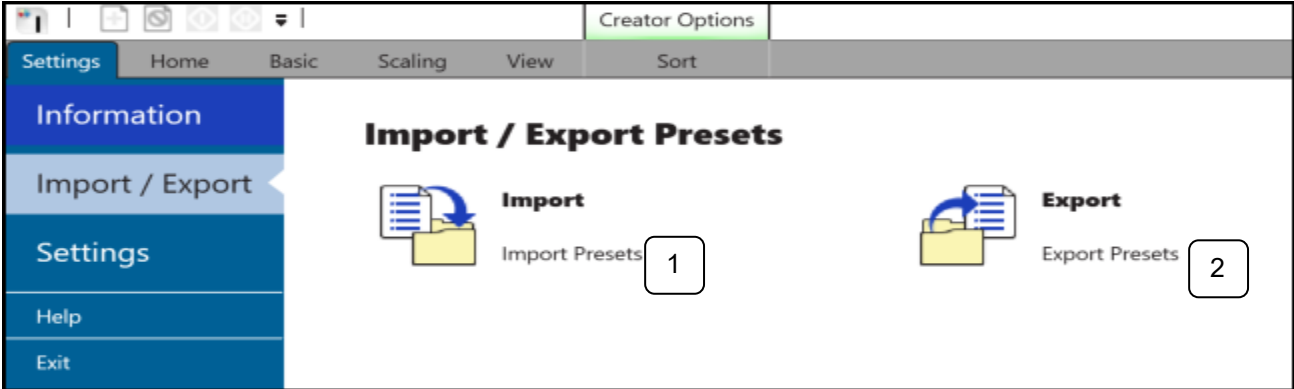 Creator Options
Settings Home Basic Scaling View Sort
Information
Import / Export
Settings
Help
Exit
Import / Export Presets
Import
Import Presets
1
Export
Export Presets
2